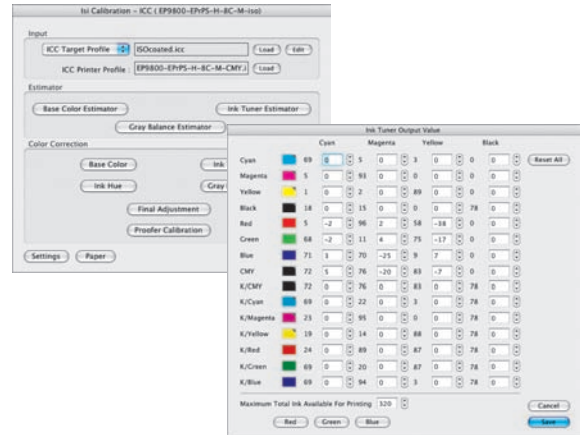 Isi Calibration - ICC ( EP9800-EPrPS-H-8C-M-iso)
Input
ICC Target Profile ISOcoated.icc Load Edit
ICC Printer Profile : EP9800-EPrPS-H-8C-M-CMY.i Load
Estimator
Base Color Estimator Ink Tuner Estimator
Gray Balance Estimator
Color Correction
Base Color Ink
Ink Hue Gray
Final Adjustment
Proofer Calibration
Settings Paper
Ink Tuner Output Value
Cyan Magenta Yellow Black
Cyan 69 0 5 0 3 0 0 0 Reset All
Magenta 5 0 93 0 0 0 0 0
Yellow 1 0 2 0 89 0 0 0
Black 18 0 15 0 0 0 78 0
Red 5 -2 96 2 58 -38 0 0
Green 68 -2 11 4 75 -17 0 0
Blue 71 3 70 -25 9 7 0 0
CMY 72 5 76 -20 83 -7 0 0
K/CMY 72 0 76 0 83 0 78 0
K/Cyan 69 0 22 0 3 0 78 0
K/Magenta 23 0 95 0 0 0 78 0
K/Yellow 19 0 14 0 88 0 78 0
K/Red 24 0 89 0 87 0 78 0
K/Green 69 0 20 0 87 0 78 0
K/Blue 69 0 94 0 3 0 78 0
Maximum Total Ink Available For Printing 320
Cancel
Red Green Blue Save